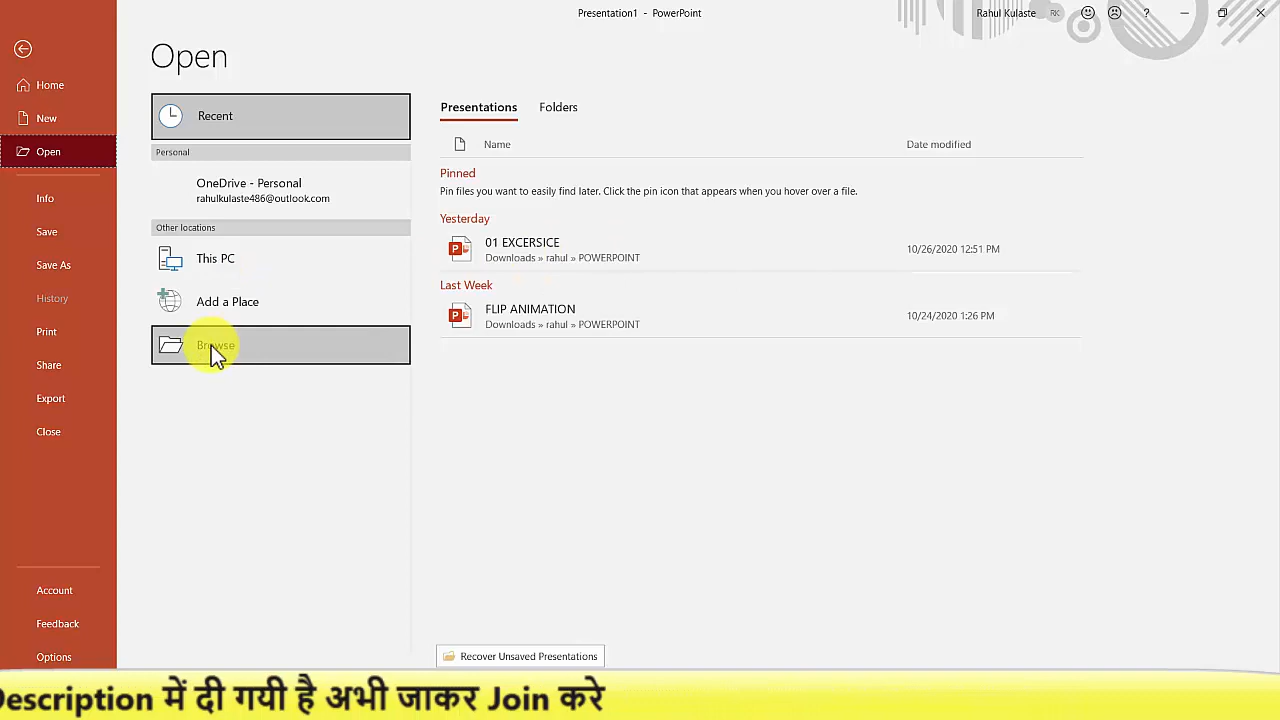 Presentation1 - PowerPoint
Rahul Kulaste RK ?
Open
Home
New
Open
Info
Save
Save As
History
Print
Share
Export
Close
Account
Feedback
Options
Recent
Personal
OneDrive - Personal
rahulkulaste486@outlook.com
Other locations
This PC
Add a Place
Browse
Presentations Folders
Name Date modified
Pinned
Pin files you want to easily find later. Click the pin icon that appears when you hover over a file.
Yesterday
01 EXCERSICE 10/26/2020 12:51 PM
Downloads » rahul » POWERPOINT
Last Week
FLIP ANIMATION 10/24/2020 1:26 PM
Downloads » rahul » POWERPOINT
Recover Unsaved Presentations
Description में दी गयी है अभी जाकर Join करे